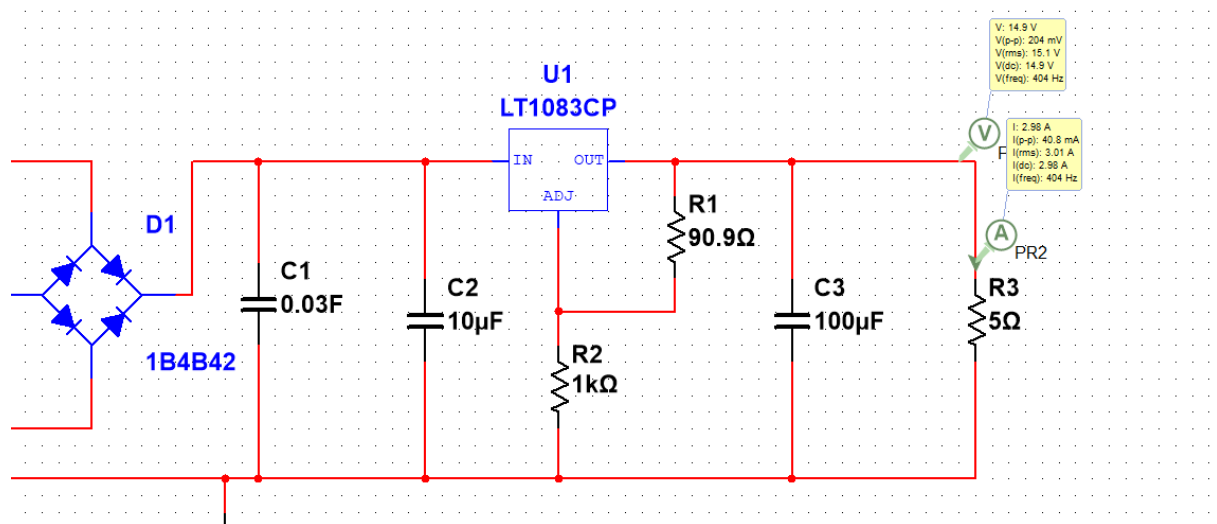 V: 14.9 V
V(p-p): 204 mV
V(rms): 15.1 V
V(dc): 14.9 V
V(freq): 404 Hz
U1
LT1083CP
V
I: 2.98 A
I(p-p): 40.8 mA
I(rms): 3.01 A
I(dc): 2.98 A
I(freq): 404 Hz
IN
OUT
ADJ
D1
R1
90.9Ω
A
PR2
C1
0.03F
C2
10µF
C3
100µF
R3
5Ω
1B4B42
R2
1kΩ